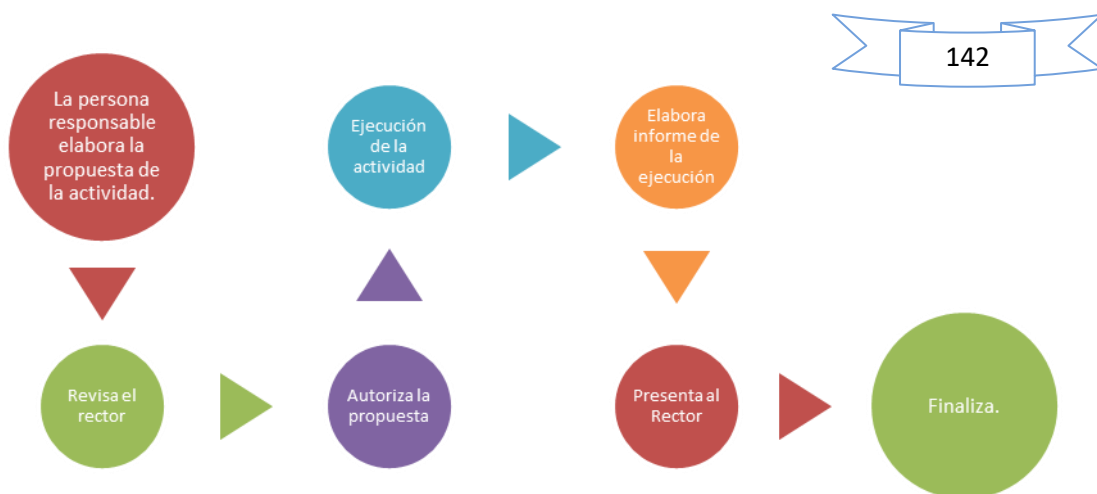 142
La persona
responsable
elabora la
propuesta de
la actividad.
Revisa el
rector
Autoriza la
propuesta
Ejecución
de la
actividad
Elabora
informe de
la
ejecución
Presenta al
Rector
Finaliza.